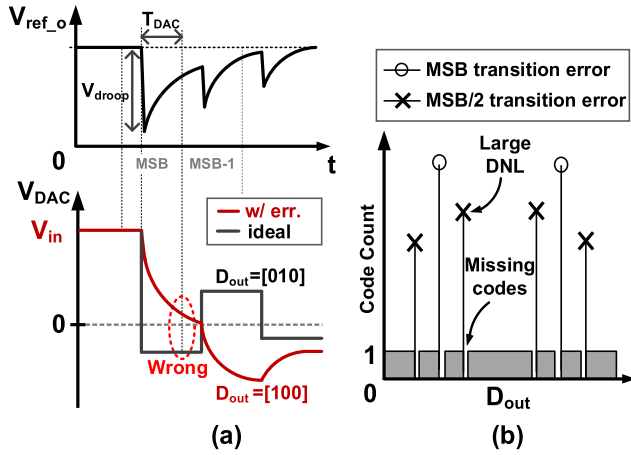 V_ref_o
T_DAC
V_droop
0
MSB
MSB-1
t
V_DAC
V_in
w/ err.
ideal
D_out=[010]
0
Wrong
D_out=[100]
(a)
MSB transition error
MSB/2 transition error
Large
DNL
Code Count
Missing
codes
1
0
D_out
(b)